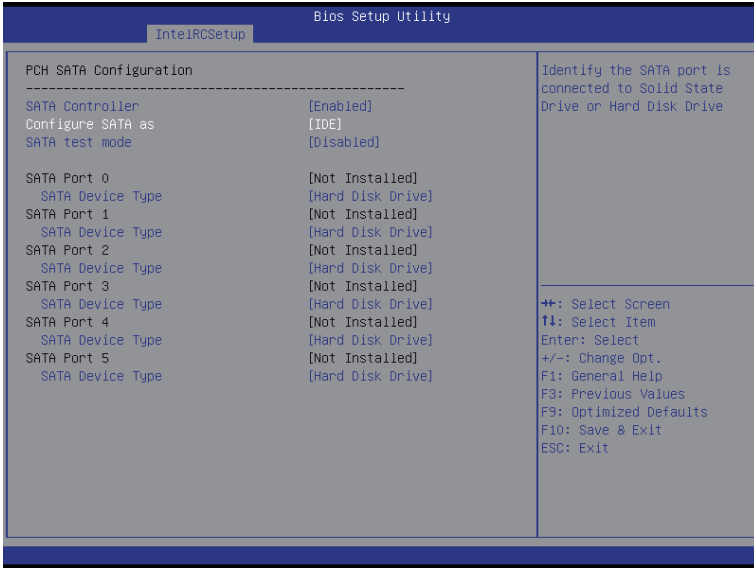 Bios Setup Utility
IntelRCSetup
PCH SATA Configuration
------------------------------------------------------
SATA Controller [Enabled]
Configure SATA as [IDE]
SATA test mode [Disabled]
SATA Port 0 [Not Installed]
SATA Device Type [Hard Disk Drive]
SATA Port 1 [Not Installed]
SATA Device Type [Hard Disk Drive]
SATA Port 2 [Not Installed]
SATA Device Type [Hard Disk Drive]
SATA Port 3 [Not Installed]
SATA Device Type [Hard Disk Drive]
SATA Port 4 [Not Installed]
SATA Device Type [Hard Disk Drive]
SATA Port 5 [Not Installed]
SATA Device Type [Hard Disk Drive]
Identify the SATA port is
connected to Solid State
Drive or Hard Disk Drive
→←: Select Screen
↑↓: Select Item
Enter: Select
+/-: Change Opt.
F1: General Help
F3: Previous Values
F9: Optimized Defaults
F10: Save & Exit
ESC: Exit